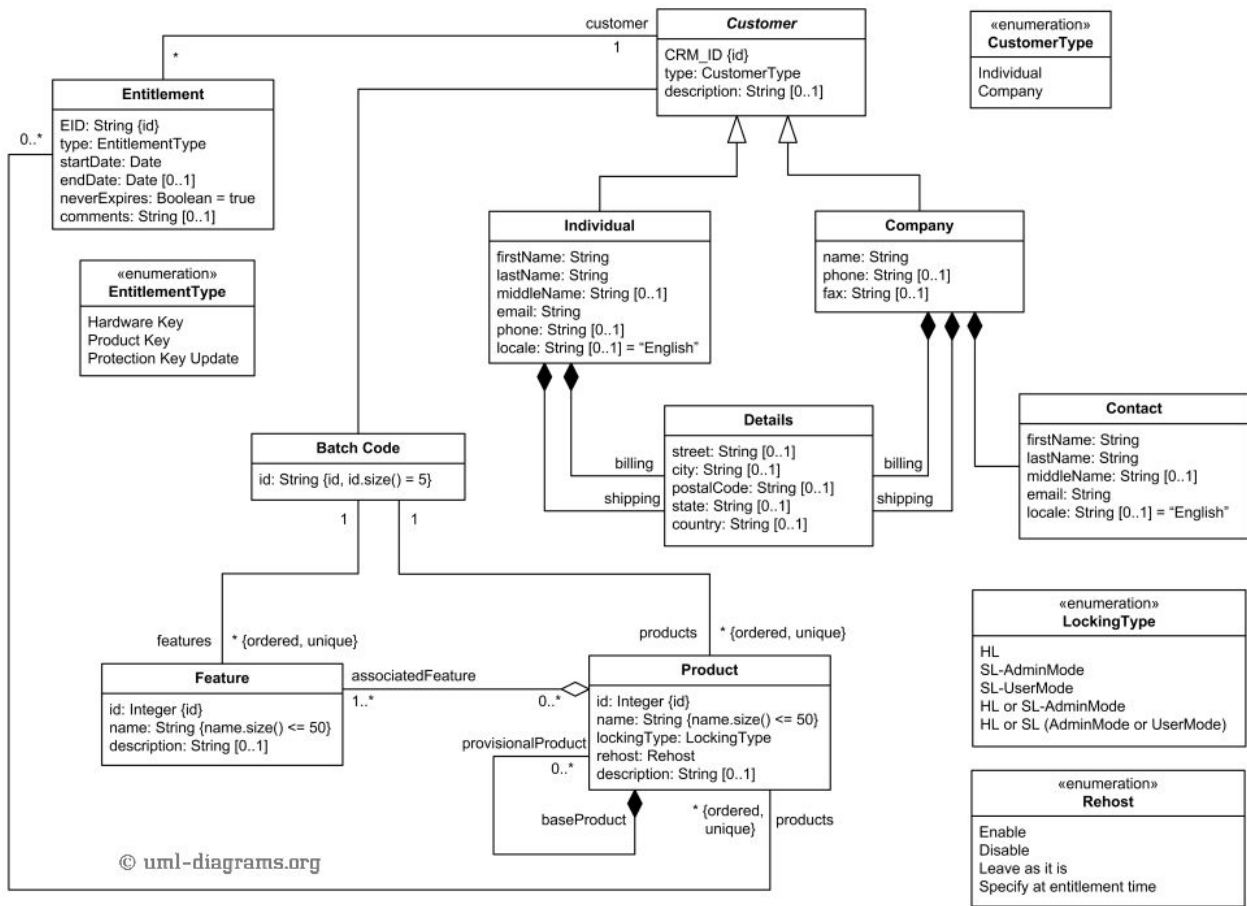 customer
1
*
Customer
CRM_ID {id}
type: CustomerType
description: String [0..1]
«enumeration»
CustomerType
Individual
Company
Entitlement
EID: String {id}
type: EntitlementType
startDate: Date
endDate: Date [0..1]
neverExpires: Boolean = true
comments: String [0..1]
0..*
«enumeration»
EntitlementType
Hardware Key
Product Key
Protection Key Update
Individual
firstName: String
lastName: String
middleName: String [0..1]
email: String
phone: String [0..1]
locale: String [0..1] = “English”
Company
name: String
phone: String [0..1]
fax: String [0..1]
Details
street: String [0..1]
city: String [0..1]
postalCode: String [0..1]
state: String [0..1]
country: String [0..1]
billing
shipping
billing
shipping
Contact
firstName: String
lastName: String
middleName: String [0..1]
email: String
locale: String [0..1] = “English”
Batch Code
id: String {id, id.size() = 5}
1
1
features
* {ordered, unique}
products
* {ordered, unique}
Feature
id: Integer {id}
name: String {name.size() <= 50}
description: String [0..1]
associatedFeature
1..*
0..*
Product
id: Integer {id}
name: String {name.size() <= 50}
lockingType: LockingType
rehost: Rehost
description: String [0..1]
provisionalProduct
0..*
baseProduct
* {ordered,
unique}
products
«enumeration»
LockingType
HL
SL-AdminMode
SL-UserMode
HL or SL-AdminMode
HL or SL (AdminMode or UserMode)
«enumeration»
Rehost
Enable
Disable
Leave as it is
Specify at entitlement time
© uml-diagrams.org